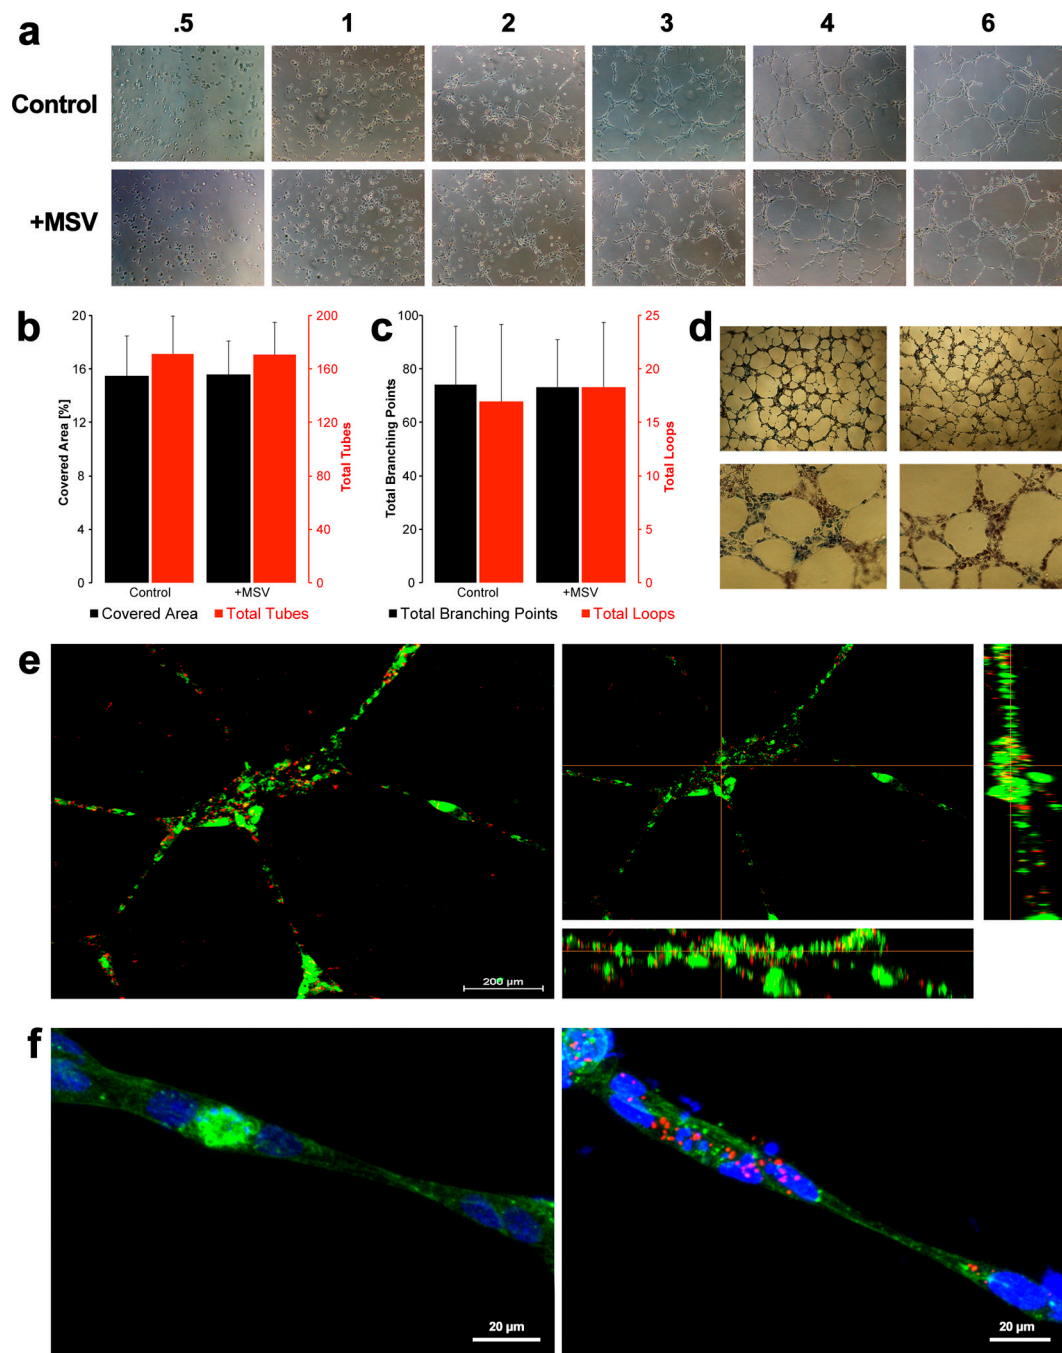 a
.5 1 2 3 4 6
Control
+MSV
b
20
16
12
8
4
0
Covered Area [%]
200
160
120
80
40
0
Total Tubes
Control +MSV
Covered Area Total Tubes
c
100
80
60
40
20
0
Total Branching Points
25
20
15
10
5
0
Total Loops
Control +MSV
Total Branching Points Total Loops
d
e
200 µm
f
20 µm
20 µm